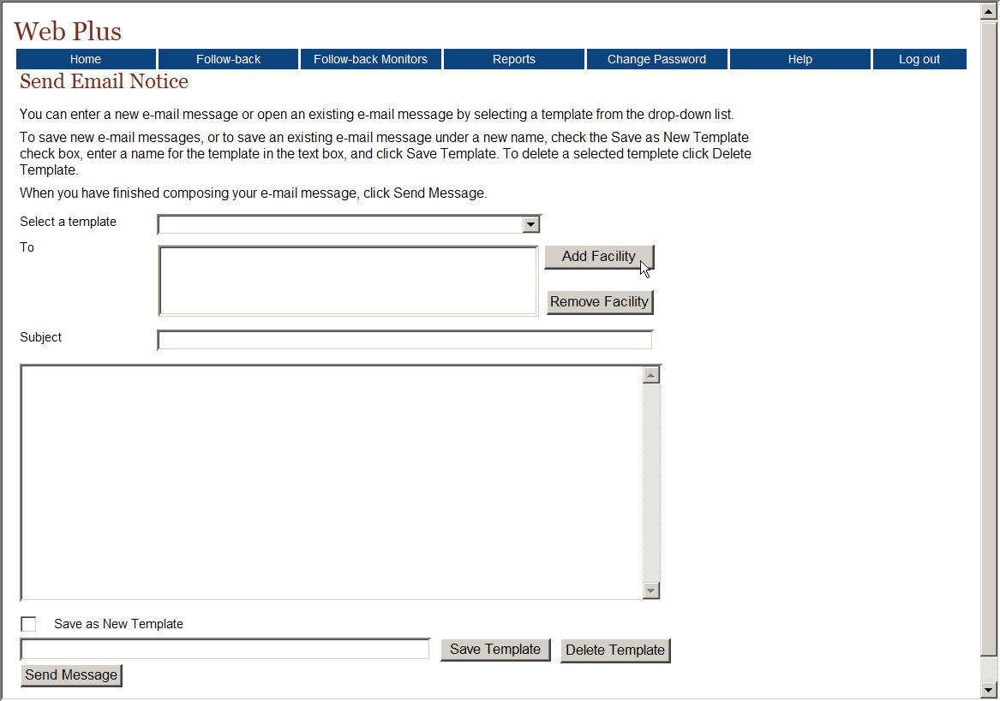 Web Plus
Home Follow-back Follow-back Monitors Reports Change Password Help Log out
Send Email Notice
You can enter a new e-mail message or open an existing e-mail message by selecting a template from the drop-down list.
To save new e-mail messages, or to save an existing e-mail message under a new name, check the Save as New Template
check box, enter a name for the template in the text box, and click Save Template. To delete a selected templete click Delete
Template.
When you have finished composing your e-mail message, click Send Message.
Select a template
To
Add Facility
Remove Facility
Subject
Save as New Template
Save Template Delete Template
Send Message